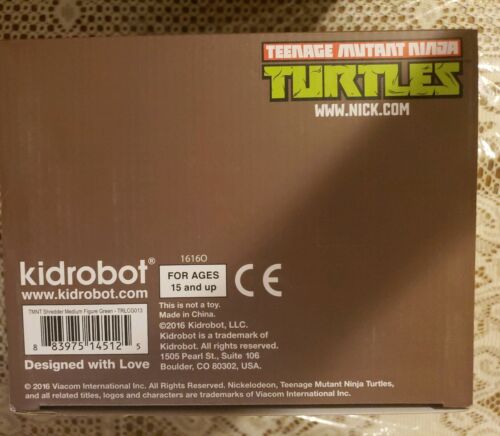 TEENAGE MUTANT NINJA
TURTLES
WWW.NICK.COM
kidrobot®
www.kidrobot.com
TMNT Shredder Medium Figure Green - TRLCG013
8 83975 14512 5
Designed with Love
1616O
FOR AGES
15 and up
CE
This is not a toy.
Made in China.
©2016 Kidrobot, LLC.
Kidrobot is a trademark of
Kidrobot. All rights reserved.
1505 Pearl St., Suite 106
Boulder, CO 80302, USA.
© 2016 Viacom International Inc. All Rights Reserved. Nickelodeon, Teenage Mutant Ninja Turtles,
and all related titles, logos and characters are trademarks of Viacom International Inc.